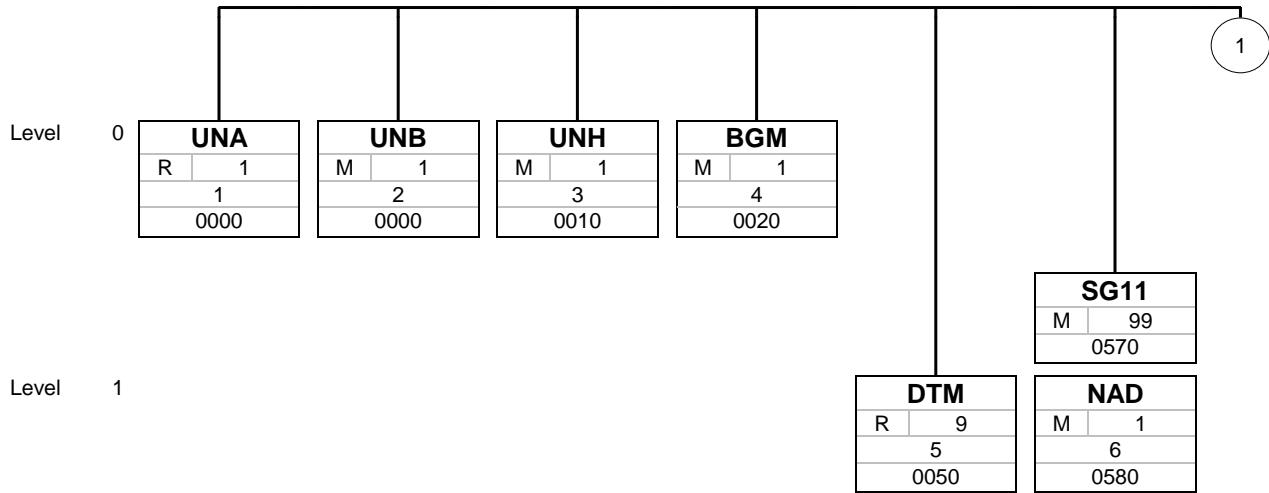 1
Level 0
UNA
R 1
1
0000
UNB
M 1
2
0000
UNH
M 1
3
0010
BGM
M 1
4
0020
SG11
M 99
0570
Level 1
DTM
R 9
5
0050
NAD
M 1
6
0580